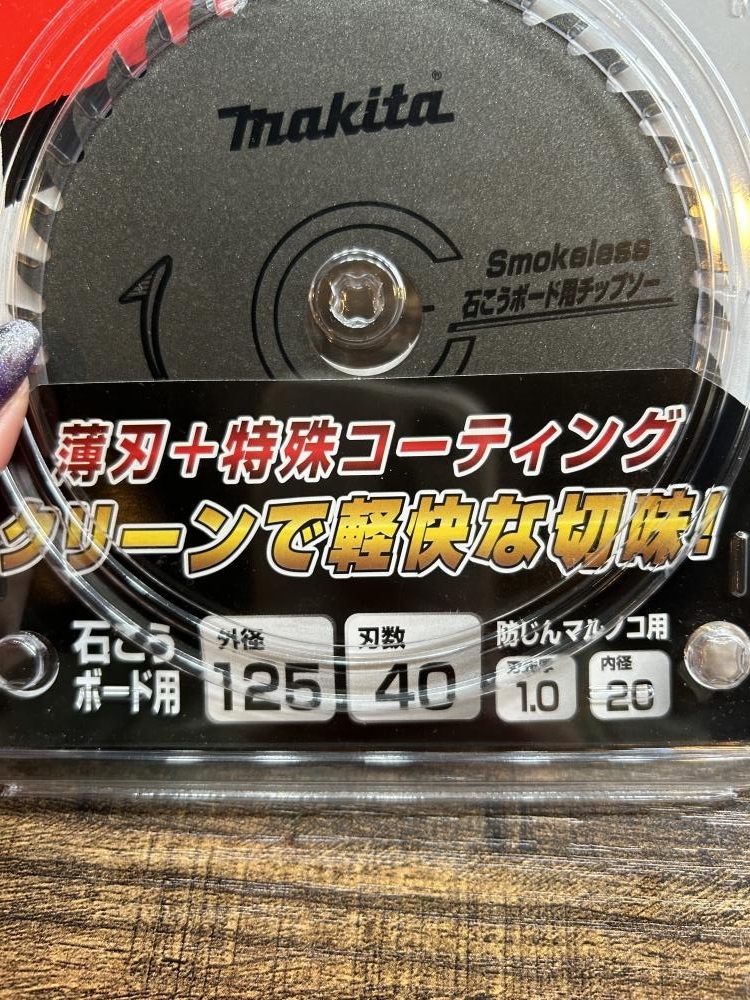 makita®
Smokeless
石こうボード用チップソー
薄刃＋特殊コーティング
クリーンで軽快な切味!
石こう
ボード用
外径
125
刃数
40
防じんマルノコ用
1.0
内径
20